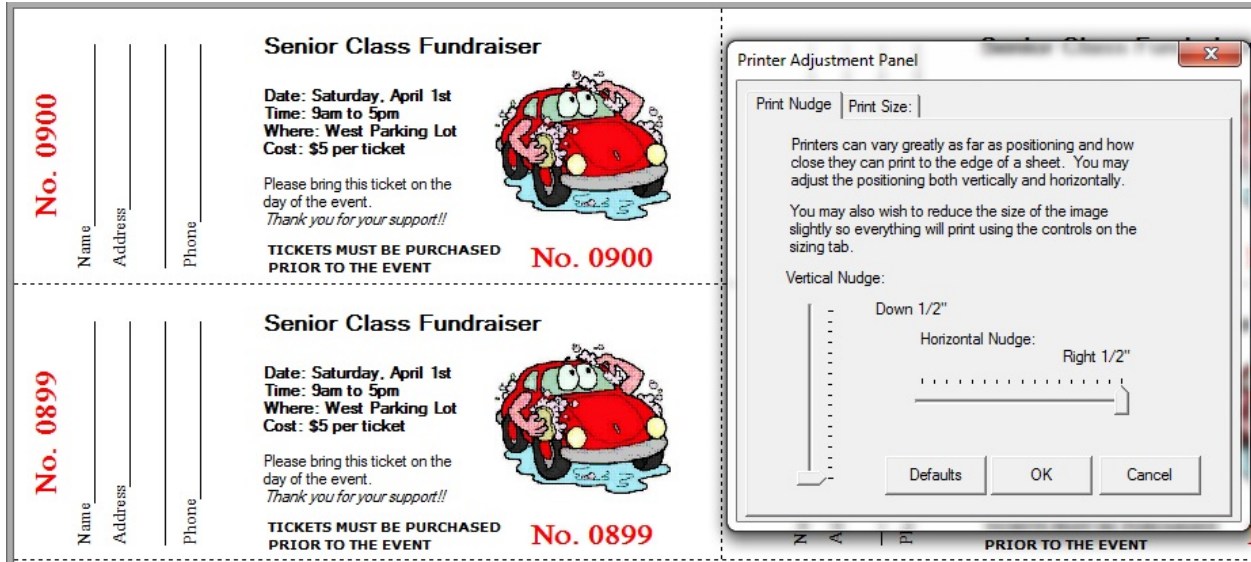 No. 0900
Name
Address
Phone
Senior Class Fundraiser
Date: Saturday, April 1st
Time: 9am to 5pm
Where: West Parking Lot
Cost: $5 per ticket
Please bring this ticket on the
day of the event.
Thank you for your support!!
TICKETS MUST BE PURCHASED
PRIOR TO THE EVENT
No. 0900
No. 0899
Name
Address
Phone
Senior Class Fundraiser
Date: Saturday, April 1st
Time: 9am to 5pm
Where: West Parking Lot
Cost: $5 per ticket
Please bring this ticket on the
day of the event.
Thank you for your support!!
TICKETS MUST BE PURCHASED
PRIOR TO THE EVENT
No. 0899
Printer Adjustment Panel
Print Nudge
Print Size:
Printers can vary greatly as far as positioning and how
close they can print to the edge of a sheet. You may
adjust the positioning both vertically and horizontally.
You may also wish to reduce the size of the image
slightly so everything will print using the controls on the
sizing tab.
Vertical Nudge:
Down 1/2"
Horizontal Nudge:
Right 1/2"
Defaults
OK
Cancel
PRIOR TO THE EVENT